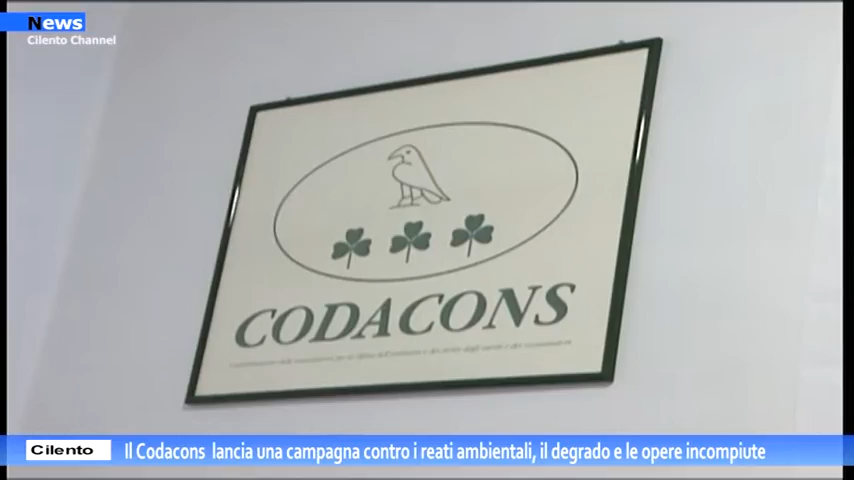 News
Cilento Channel
CODACONS
Cilento
Il Codacons lancia una campagna contro i reati ambientali, il degrado e le opere incompiute